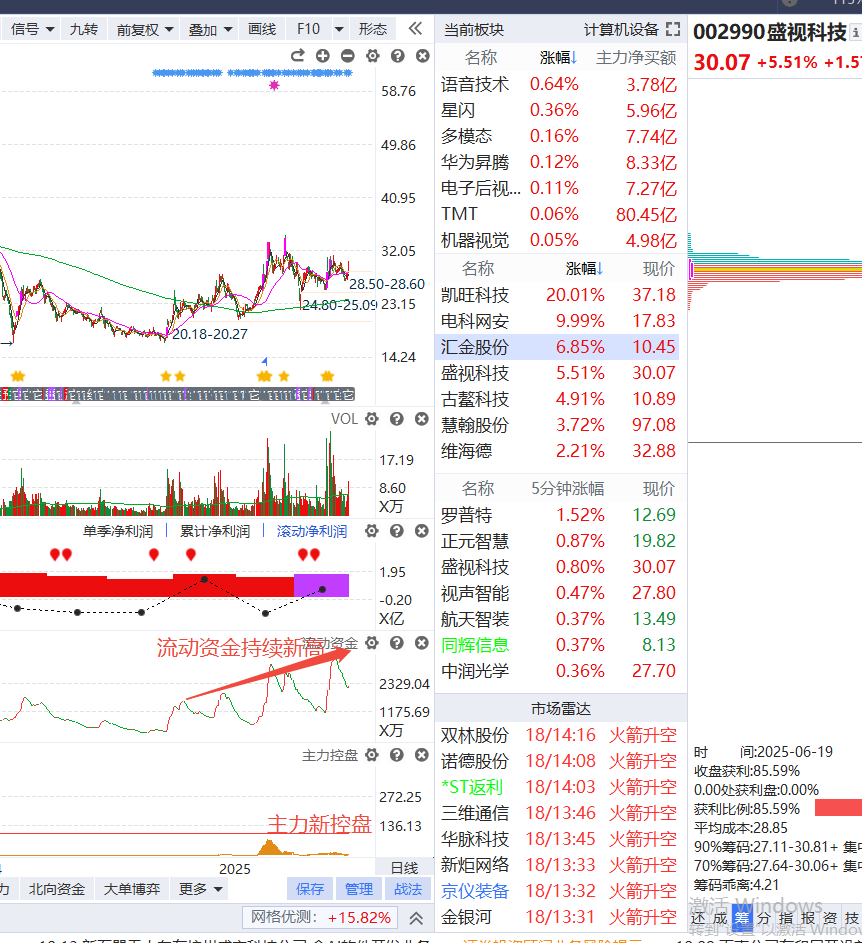 信号 九转 前复权 叠加 画线 F10 形态
58.76
49.86
40.95
32.05
28.50-28.60
24.80-25.09
23.15
20.18-20.27
14.24
VOL
17.19
8.60
X万
单季净利润 累计净利润 滚动净利润
1.95
-0.20
X亿
流动资金持续新高
流动资金
2329.04
1175.69
X万
主力控盘
272.25
主力新控盘
136.13
2025 日线
力 北向资金 大单博弈 更多 保存 管理 战法
网格优测: +15.82%
当前板块 计算机设备
名称 涨幅↓ 主力净买额
语音技术 0.64% 3.78亿
星闪 0.36% 5.96亿
多模态 0.16% 7.74亿
华为昇腾 0.12% 8.33亿
电子后视... 0.11% 7.27亿
TMT 0.06% 80.45亿
机器视觉 0.05% 4.98亿
名称 涨幅↓ 现价
凯旺科技 20.01% 37.18
电科网安 9.99% 17.83
汇金股份 6.85% 10.45
盛视科技 5.51% 30.07
古鳌科技 4.91% 10.89
慧翰股份 3.72% 97.08
维海德 2.21% 32.88
名称 5分钟涨幅 现价
罗普特 1.52% 12.69
正元智慧 0.87% 19.82
盛视科技 0.80% 30.07
视声智能 0.47% 27.80
航天智装 0.37% 13.49
同辉信息 0.37% 8.13
中润光学 0.36% 27.70
市场雷达
双林股份 18/14:16 火箭升空
诺德股份 18/14:08 火箭升空
*ST返利 18/14:03 火箭升空
三维通信 18/13:46 火箭升空
华脉科技 18/13:45 火箭升空
新炬网络 18/13:33 火箭升空
京仪装备 18/13:32 火箭升空
金银河 18/13:31 火箭升空
002990盛视科技
30.07 +5.51% +1.5
时 间:2025-06-19
收盘获利:85.59%
0.00处获利盘:0.00%
获利比例:85.59%
平均成本:28.85
90%筹码:27.11-30.81+ 集中
70%筹码:27.64-30.06+ 集中
筹码乖离:4.21
激活 Windows
还 成 筹 分 指 报 资 技
转到"设置"以激活 Windo